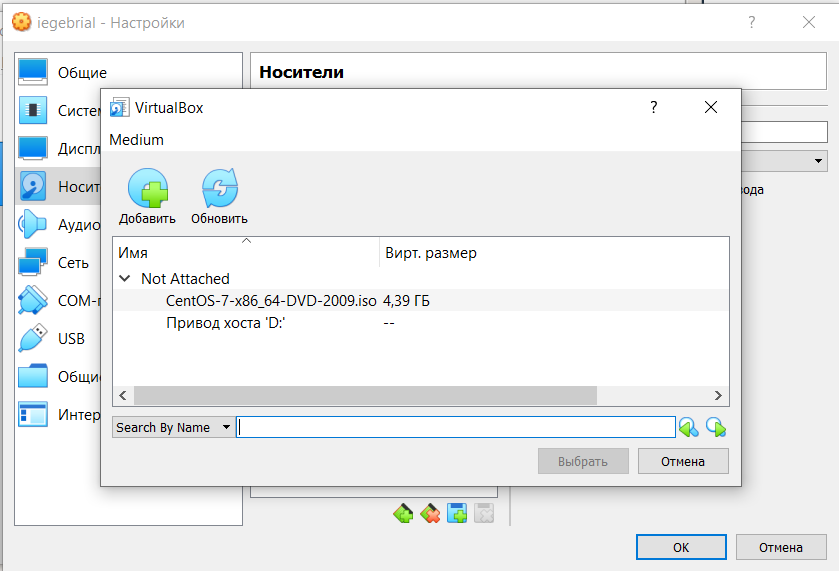 iegebrial - Настройки
?
Общие
Носители
Систем
Диспл
Носит
Аудио
Сеть
COM-п
USB
Общи
Интер
вода
VirtualBox
?
Medium
Добавить
Обновить
Имя
Вирт. размер
Not Attached
CentOS-7-x86_64-DVD-2009.iso 4,39 ГБ
Привод хоста 'D:' --
Search By Name
Выбрать
Отмена
OK
Отмена